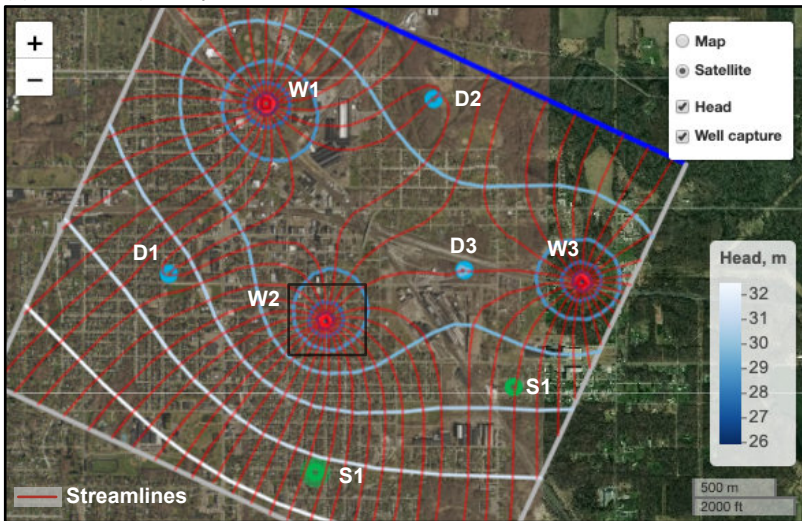 +
−
Map
Satellite
Head
Well capture
W1
D2
D1
D3
W3
W2
Head, m
32
31
30
29
28
27
26
S1
S1
Streamlines
500 m
2000 ft